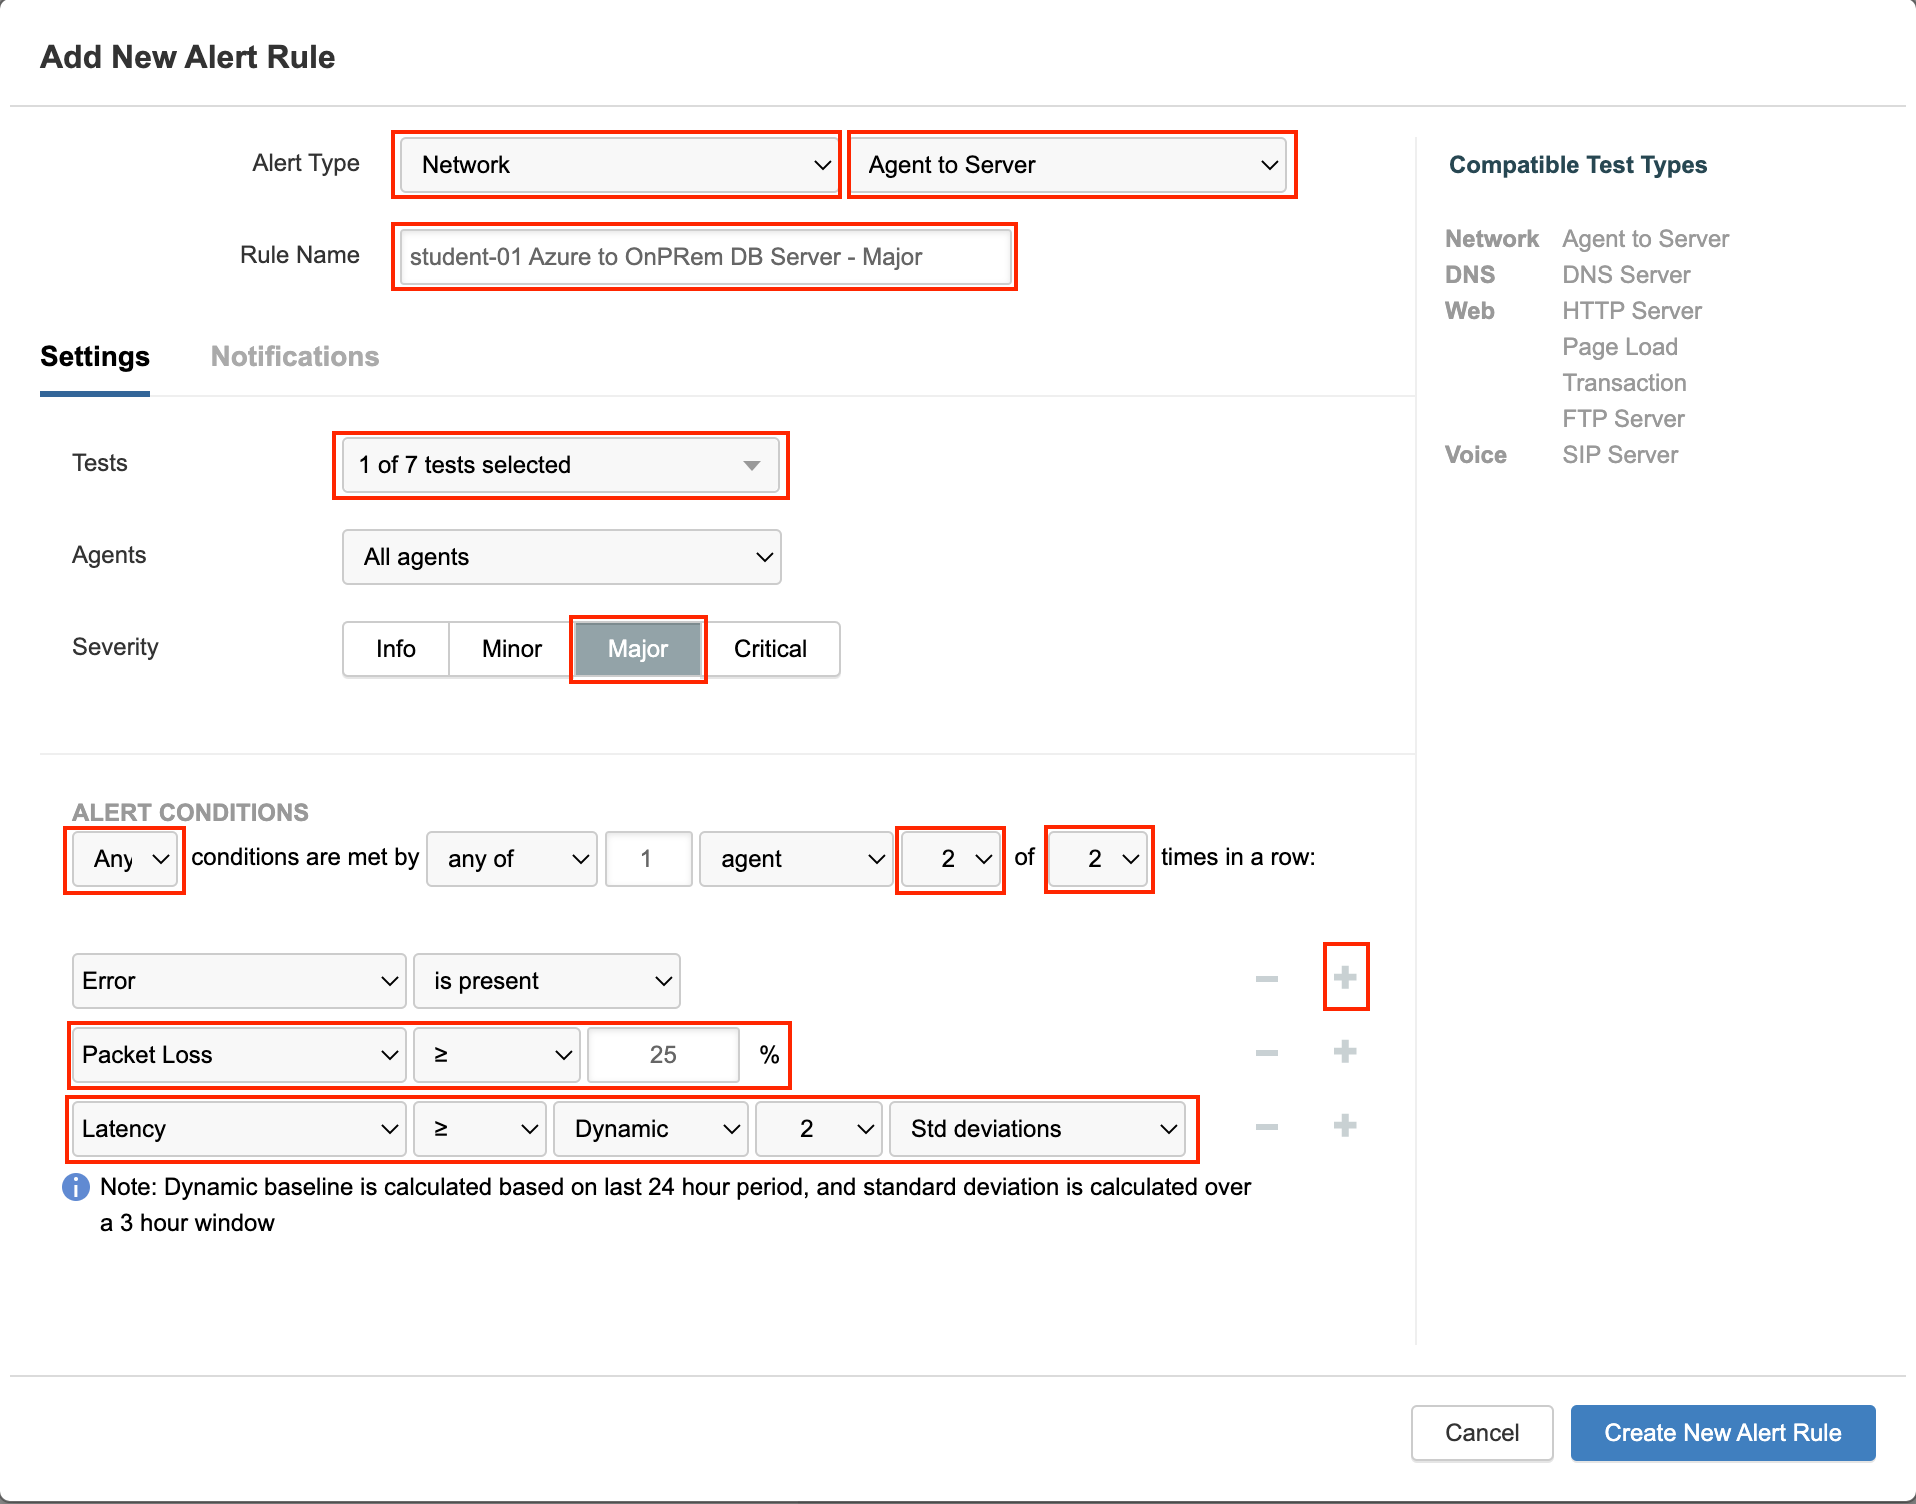 Add New Alert Rule
Alert Type Network Agent to Server
Rule Name student-01 Azure to OnPRem DB Server - Major
Settings Notifications
Tests 1 of 7 tests selected
Agents All agents
Severity Info Minor Major Critical
ALERT CONDITIONS
Any conditions are met by any of 1 agent 2 of 2 times in a row:
Error is present
Packet Loss ≥ 25 %
Latency ≥ Dynamic 2 Std deviations
Note: Dynamic baseline is calculated based on last 24 hour period, and standard deviation is calculated over
a 3 hour window
Compatible Test Types
Network Agent to Server
DNS DNS Server
Web HTTP Server
Page Load
Transaction
FTP Server
Voice SIP Server
Cancel Create New Alert Rule